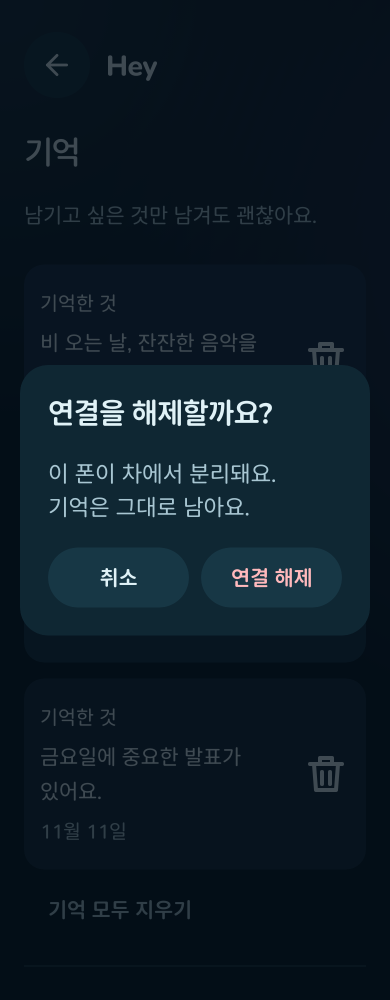 Hey
기억
남기고 싶은 것만 남겨도 괜찮아요.
기억한 것
비 오는 날, 잔잔한 음악을
연결을 해제할까요?
이 폰이 차에서 분리돼요.
기억은 그대로 남아요.
취소
연결 해제
기억한 것
금요일에 중요한 발표가
있어요.
11월 11일
기억 모두 지우기